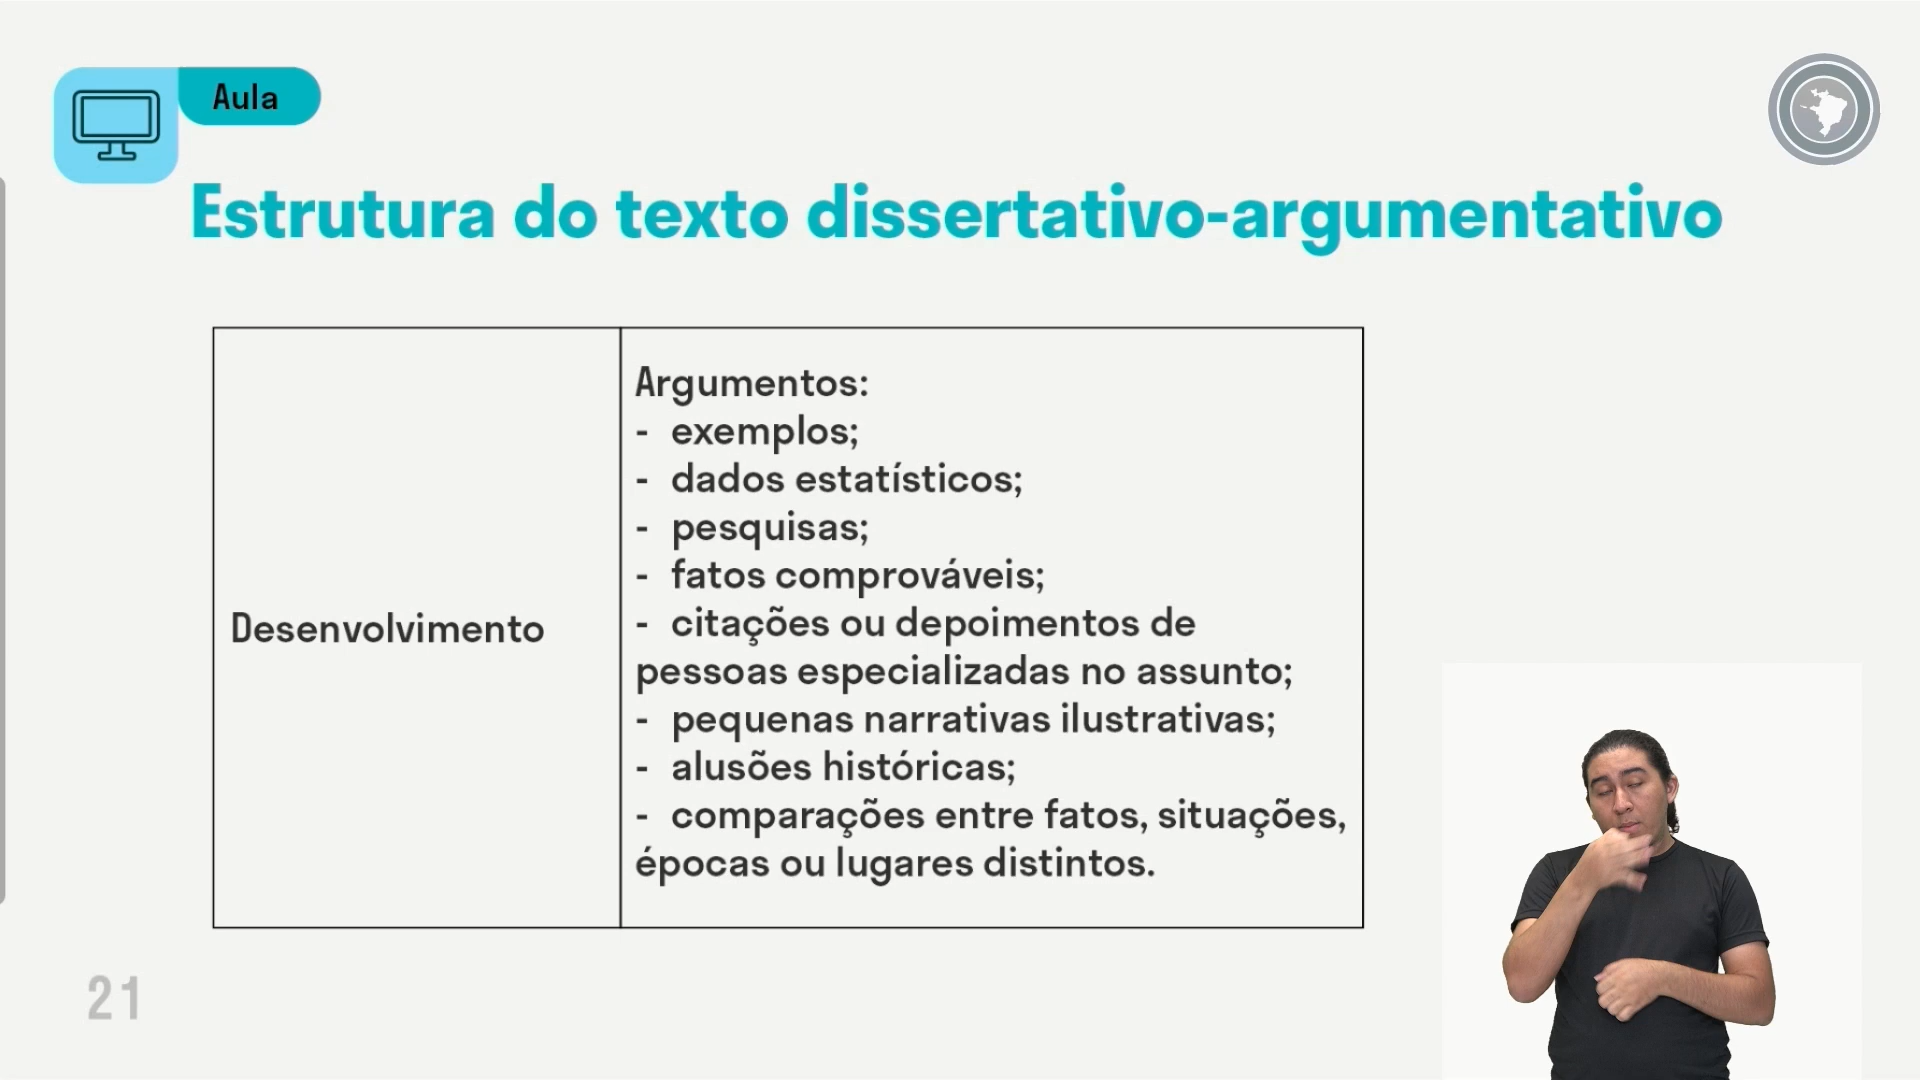 Aula
Estrutura do texto dissertativo-argumentativo
Desenvolvimento
Argumentos:
- exemplos;
- dados estatísticos;
- pesquisas;
- fatos comprováveis;
- citações ou depoimentos de
pessoas especializadas no assunto;
- pequenas narrativas ilustrativas;
- alusões históricas;
- comparações entre fatos, situações,
épocas ou lugares distintos.
21